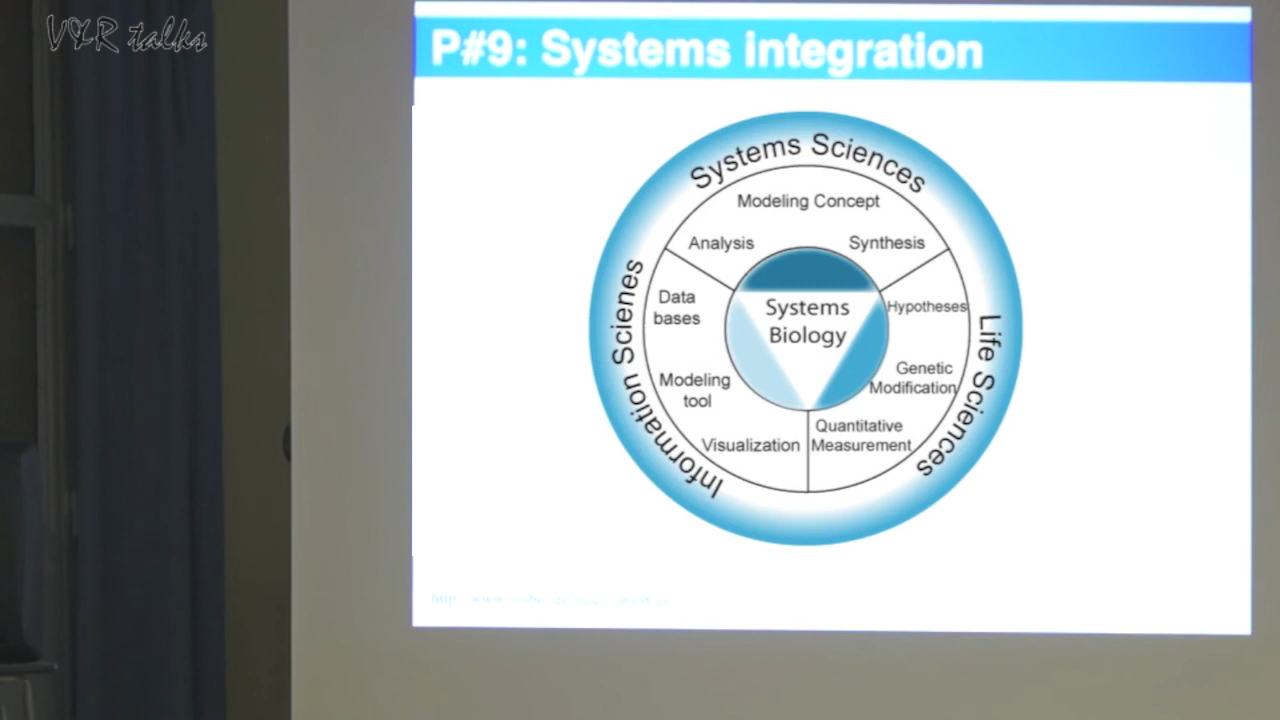 V&R talks
P#9: Systems integration
Systems Sciences
Modeling Concept
Analysis
Synthesis
Data
bases
Systems
Biology
Hypotheses
Modeling
tool
Genetic
Modification
Visualization
Quantitative
Measurement
Information Scienes
Life Sciences